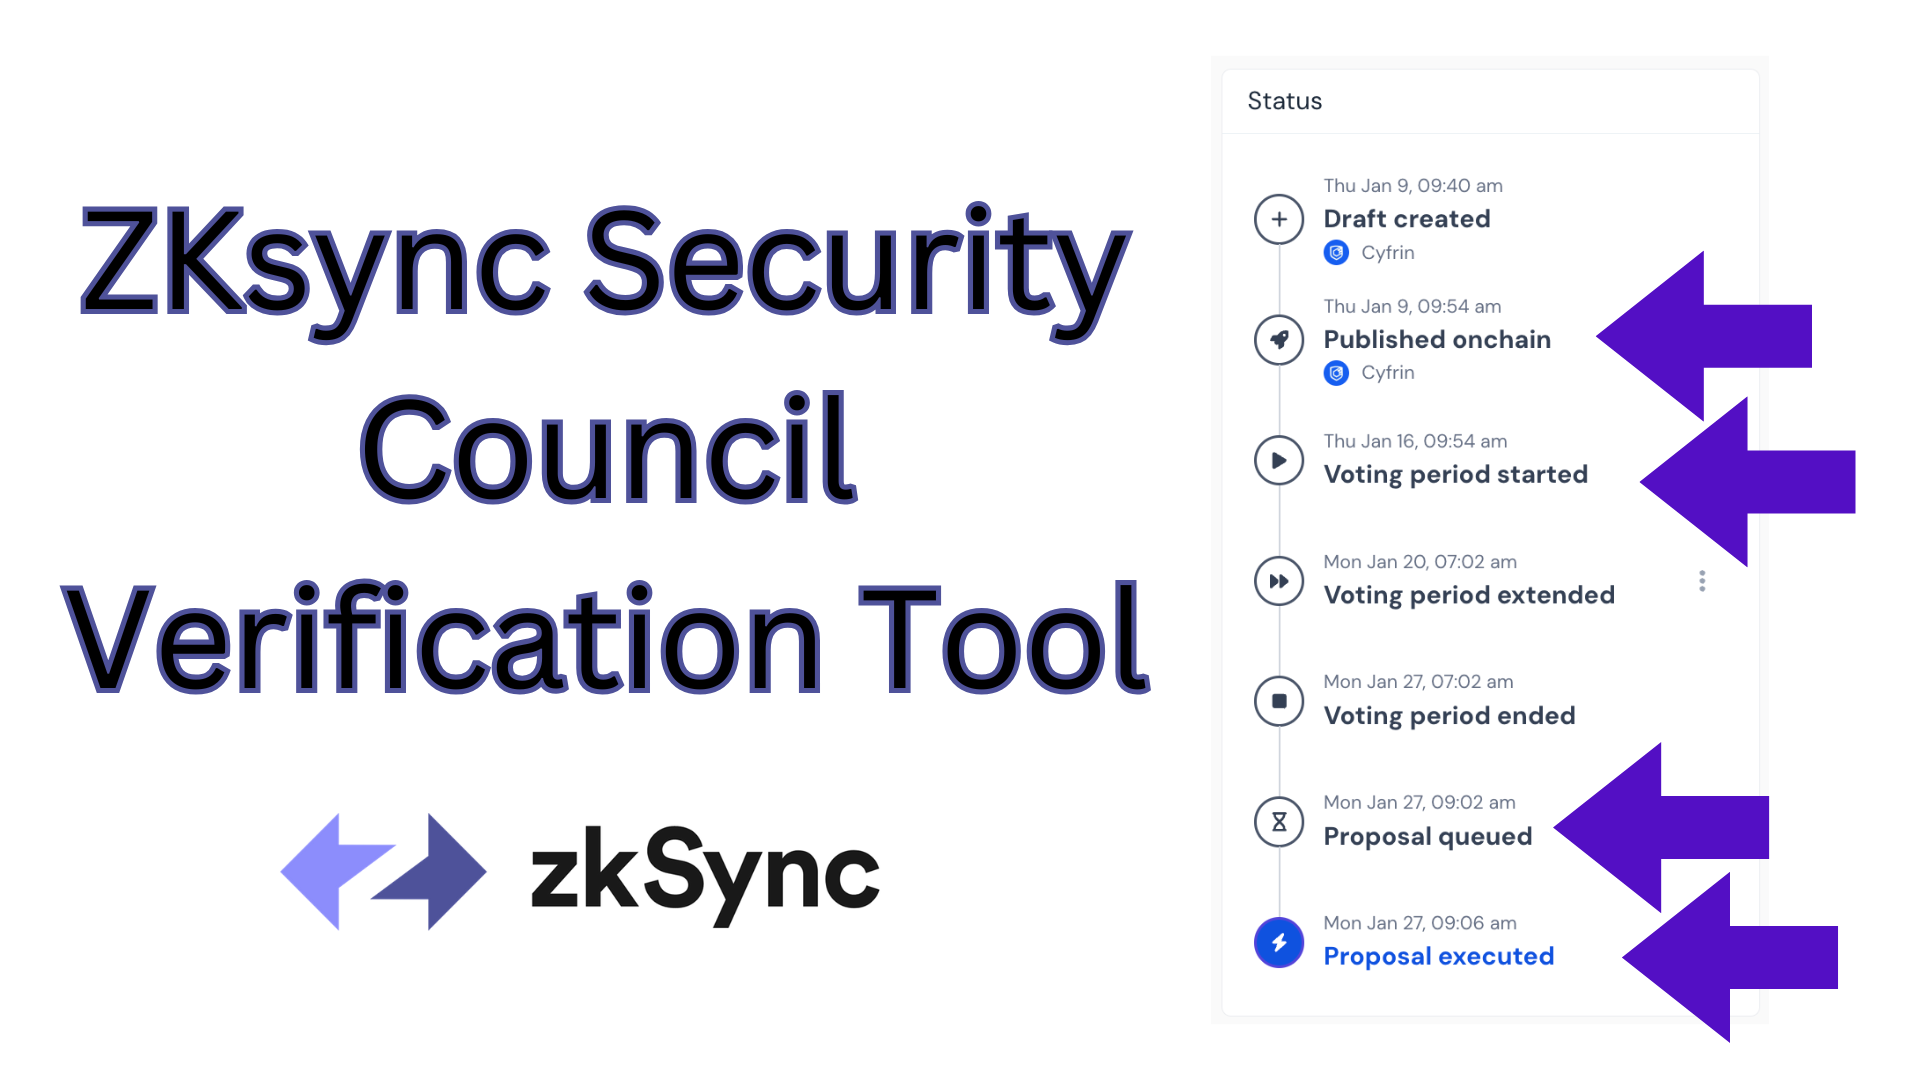 ZKsync Security
Council
Verification Tool
zkSync
Status
Thu Jan 9, 09:40 am
Draft created
Cyfrin
Thu Jan 9, 09:54 am
Published onchain
Cyfrin
Thu Jan 16, 09:54 am
Voting period started
Mon Jan 20, 07:02 am
Voting period extended
Mon Jan 27, 07:02 am
Voting period ended
Mon Jan 27, 09:02 am
Proposal queued
Mon Jan 27, 09:06 am
Proposal executed